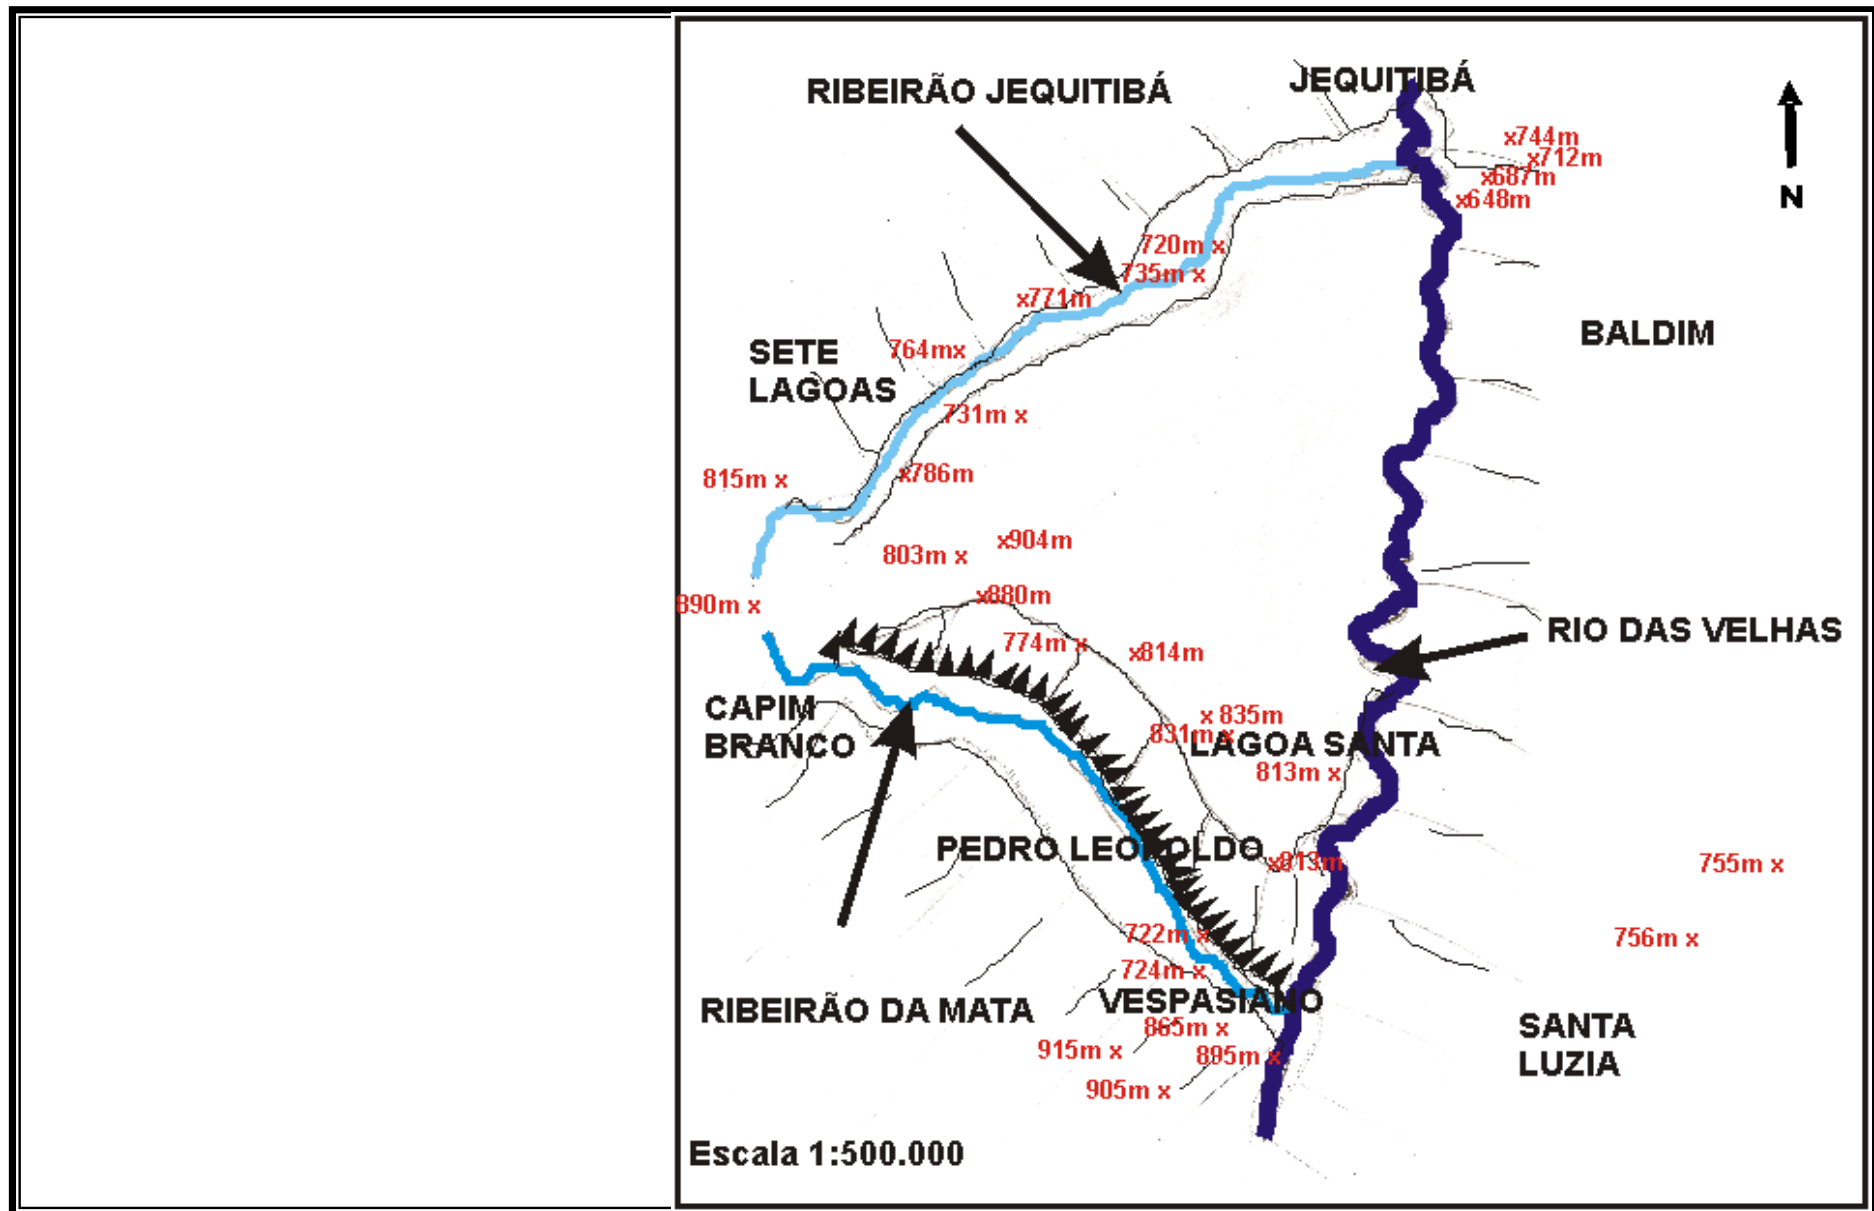 JEQUITIBÁ
RIBEIRÃO JEQUITIBÁ
x744m
x712m
x687m
x648m
N
720m x
735m x
x771m
BALDIM
SETE
LAGOAS
764mx
731m x
815m x
x786m
803m x
x904m
890m x
x880m
RIO DAS VELHAS
774m x
x814m
CAPIM
BRANCO
x 835m
831m x
LAGOA SANTA
813m x
PEDRO LEOPOLDO
x813m
755m x
722m x
756m x
724m x
RIBEIRÃO DA MATA
VESPASIANO
865m x
SANTA
LUZIA
915m x
895m x
905m x
Escala 1:500.000